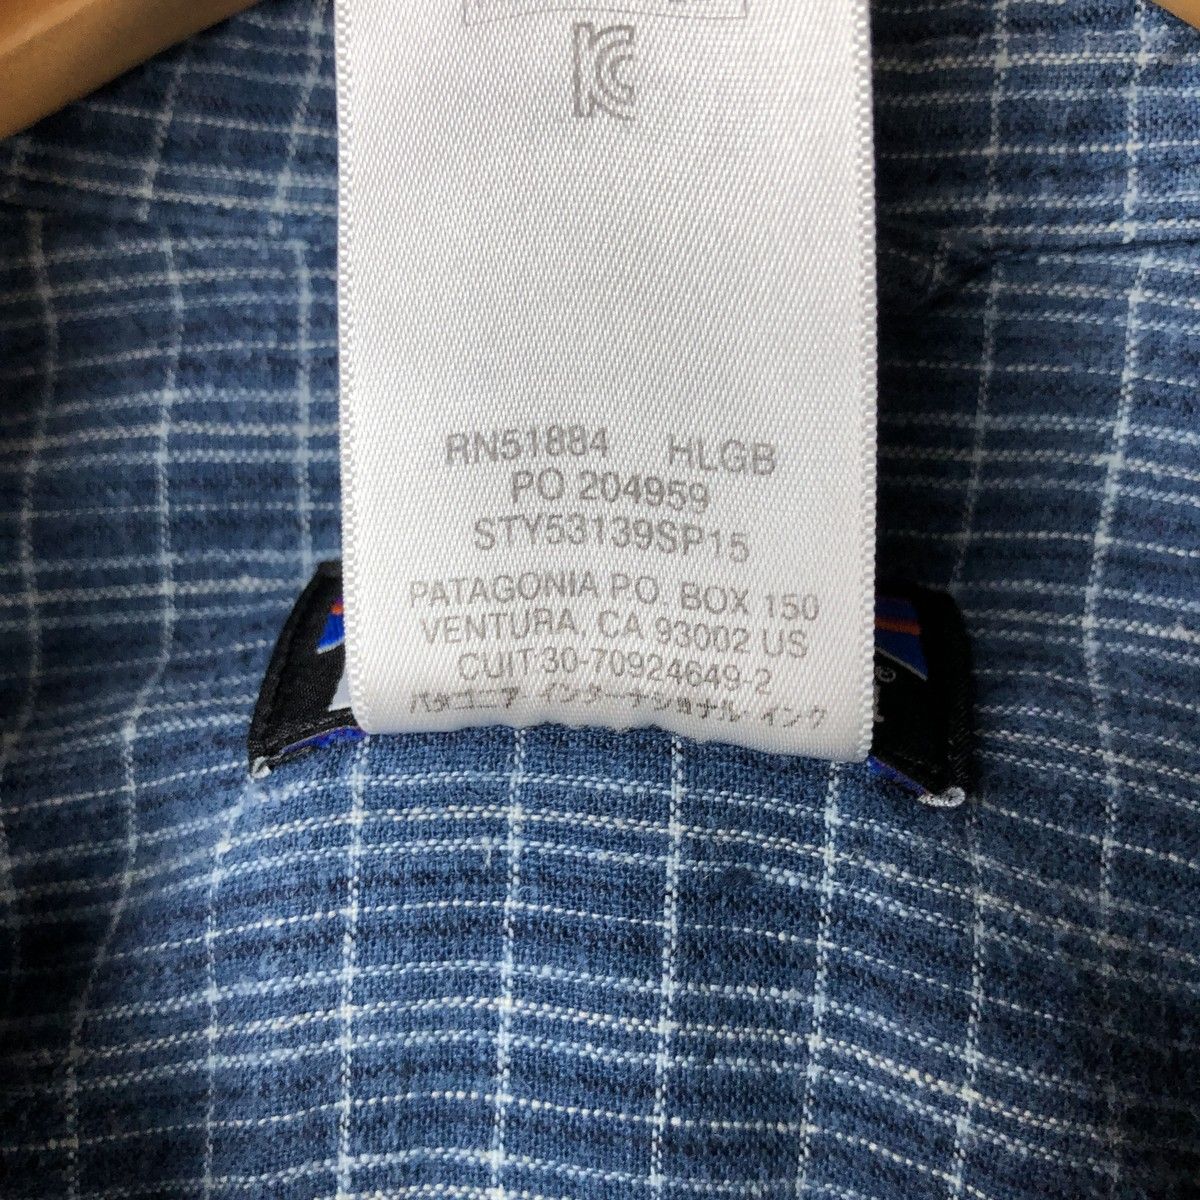 KC
RN51884 HLGB
PO 204959
STY53139SP15
PATAGONIA P.O. BOX 150
VENTURA, CA 93002 US
CUIT:30-70924649-2
パタゴニア インターナショナル・インク